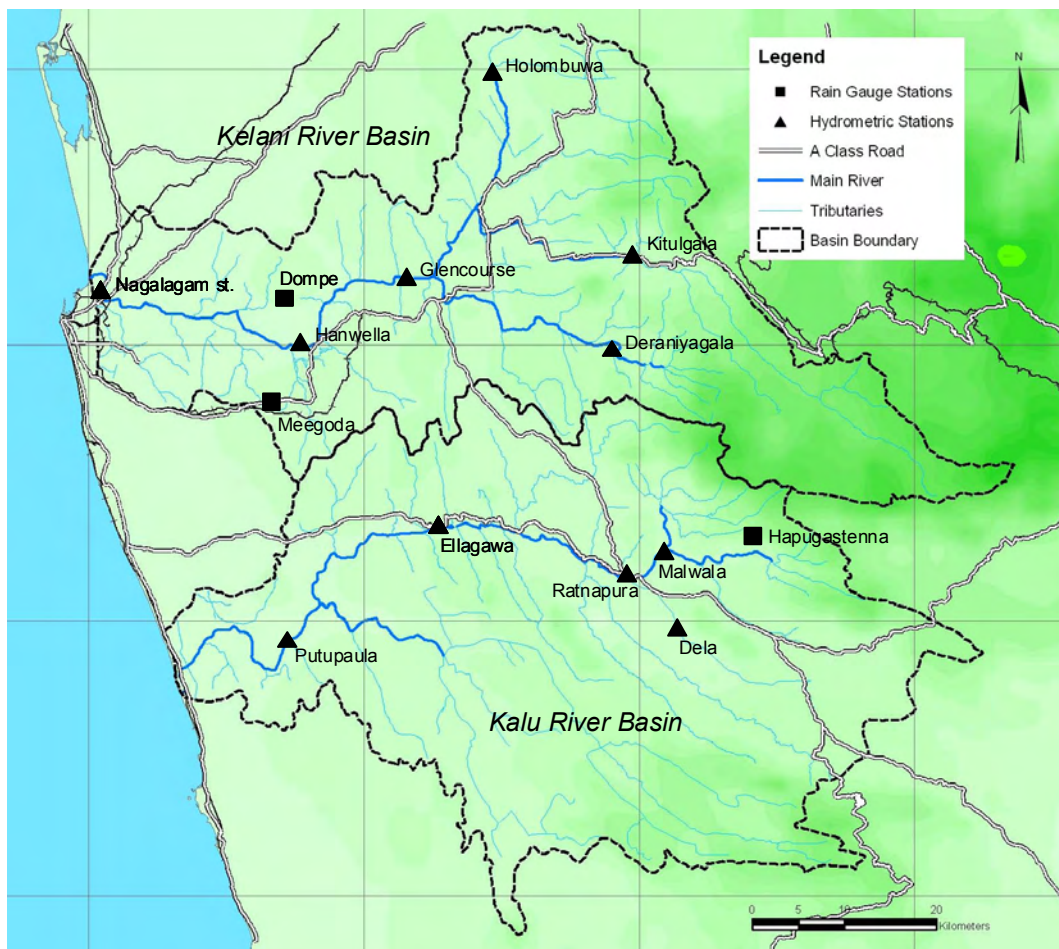 Holombuwa
Legend
N
Rain Gauge Stations
Hydrometric Stations
A Class Road
Main River
Tributaries
Basin Boundary
Kelani River Basin
Kitulgala
Glencourse
Dompe
Nagalagam st.
Hanwella
Deraniyagala
Meegoda
Ellagawa
Hapugastenna
Malwala
Ratnapura
Dela
Putupaula
Kalu River Basin
0 5 10 20
Kilometers